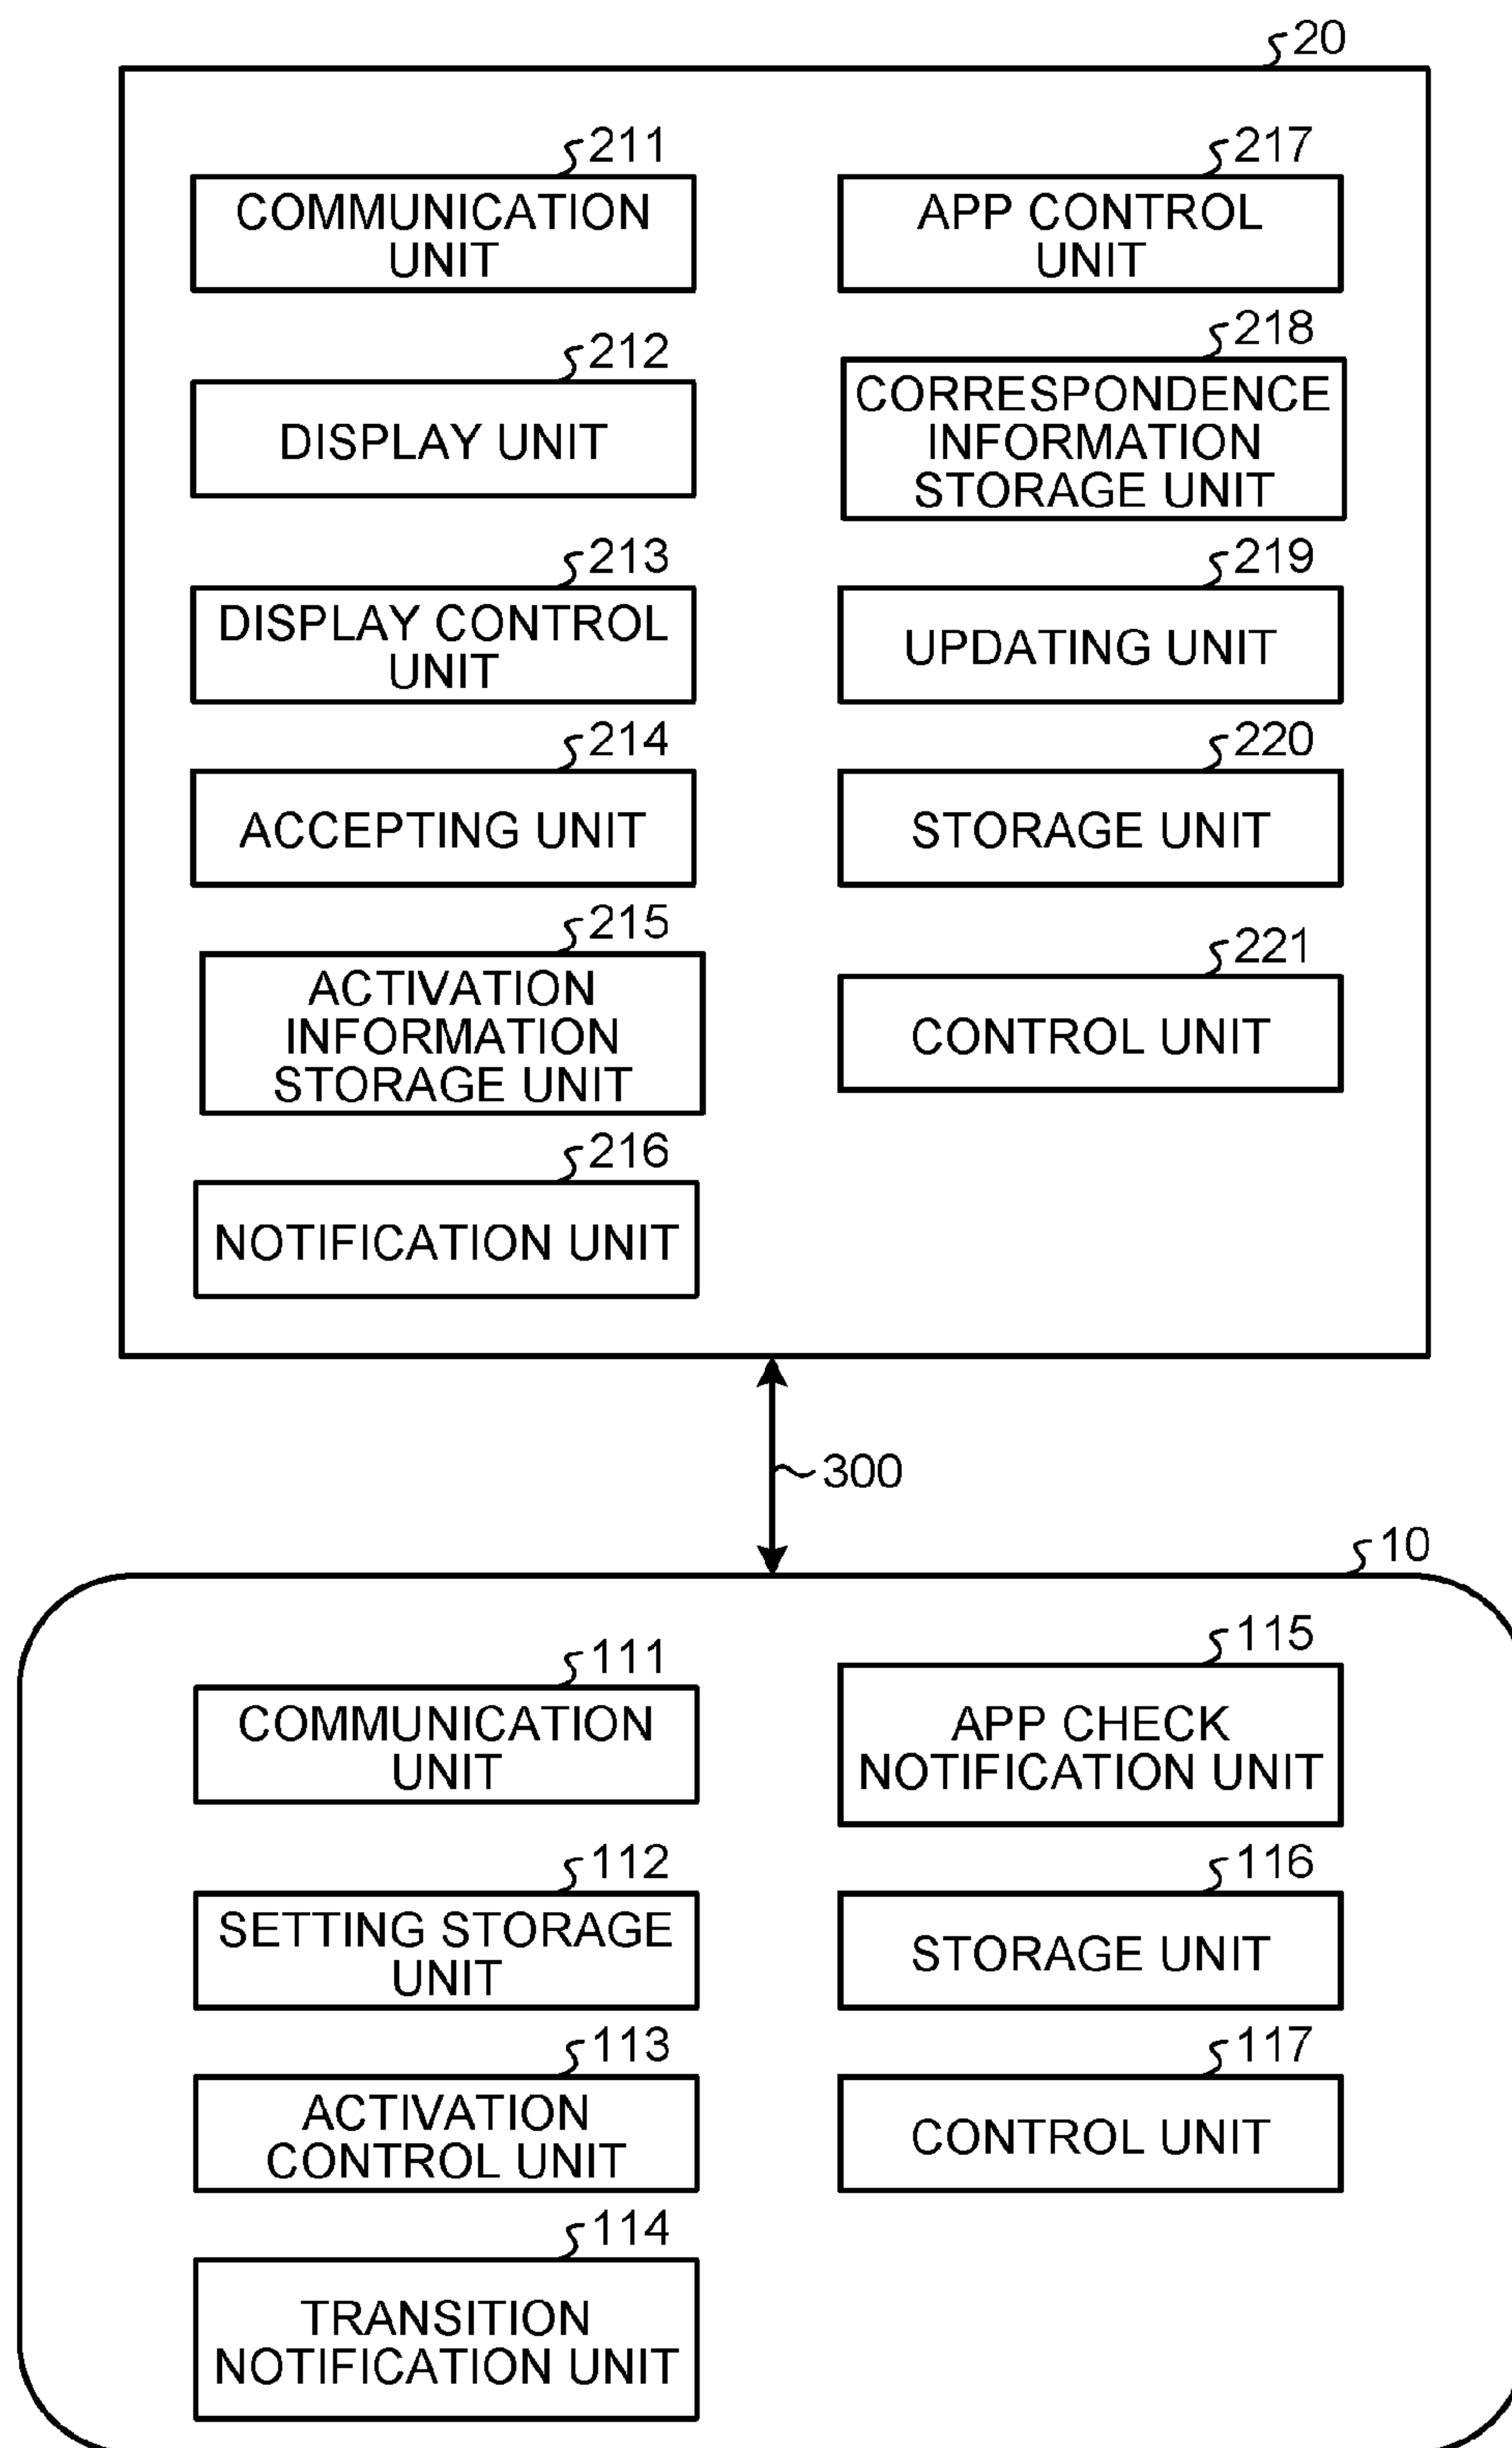 20
211
COMMUNICATION
UNIT
212
DISPLAY UNIT
213
DISPLAY CONTROL
UNIT
214
ACCEPTING UNIT
215
ACTIVATION
INFORMATION
STORAGE UNIT
216
NOTIFICATION UNIT
217
APP CONTROL
UNIT
218
CORRESPONDENCE
INFORMATION
STORAGE UNIT
219
UPDATING UNIT
220
STORAGE UNIT
221
CONTROL UNIT
300
10
111
COMMUNICATION
UNIT
112
SETTING STORAGE
UNIT
113
ACTIVATION
CONTROL UNIT
114
TRANSITION
NOTIFICATION UNIT
115
APP CHECK
NOTIFICATION UNIT
116
STORAGE UNIT
117
CONTROL UNIT